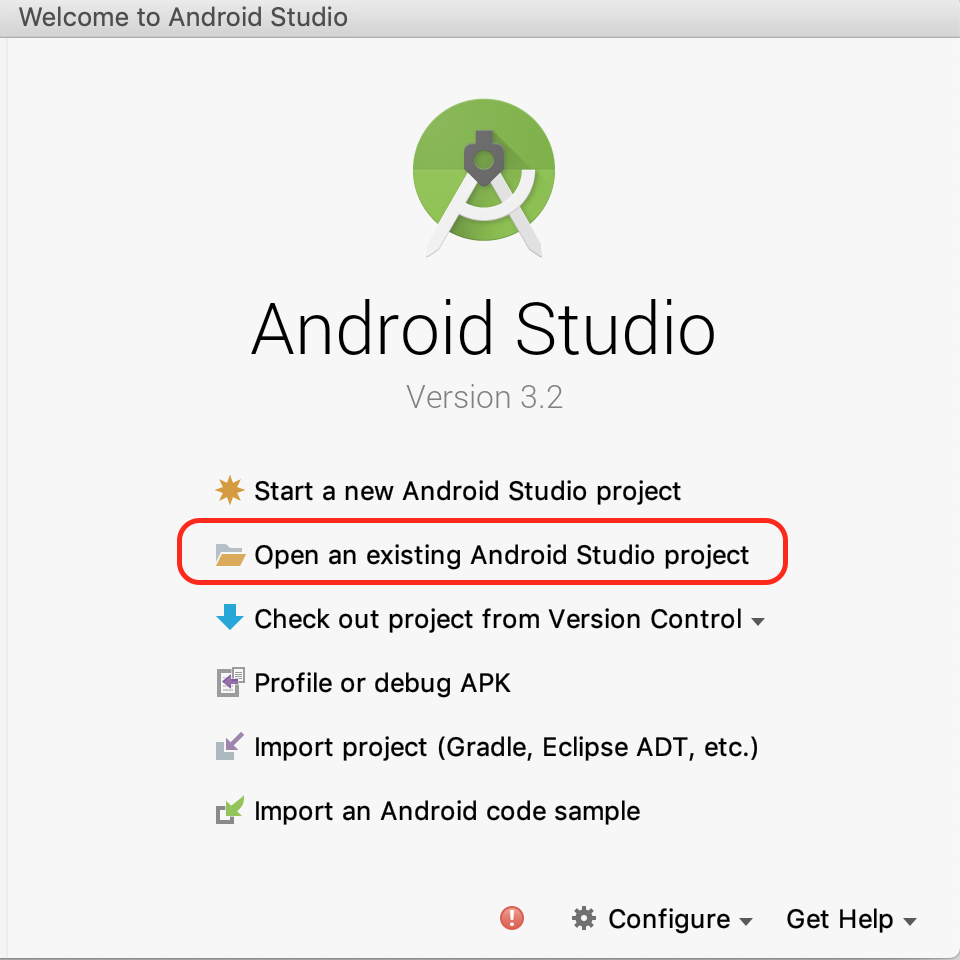 Welcome to Android Studio
Android Studio
Version 3.2
Start a new Android Studio project
Open an existing Android Studio project
Check out project from Version Control
Profile or debug APK
Import project (Gradle, Eclipse ADT, etc.)
Import an Android code sample
Configure
Get Help